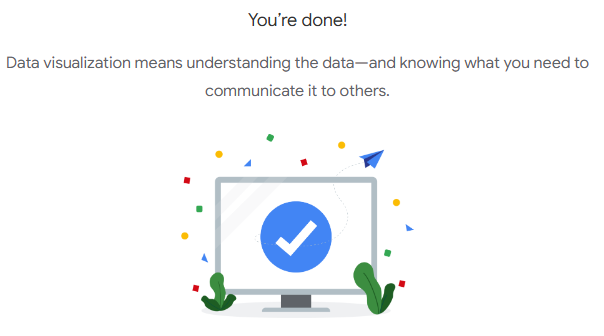 You’re done!
Data visualization means understanding the data—and knowing what you need to
communicate it to others.